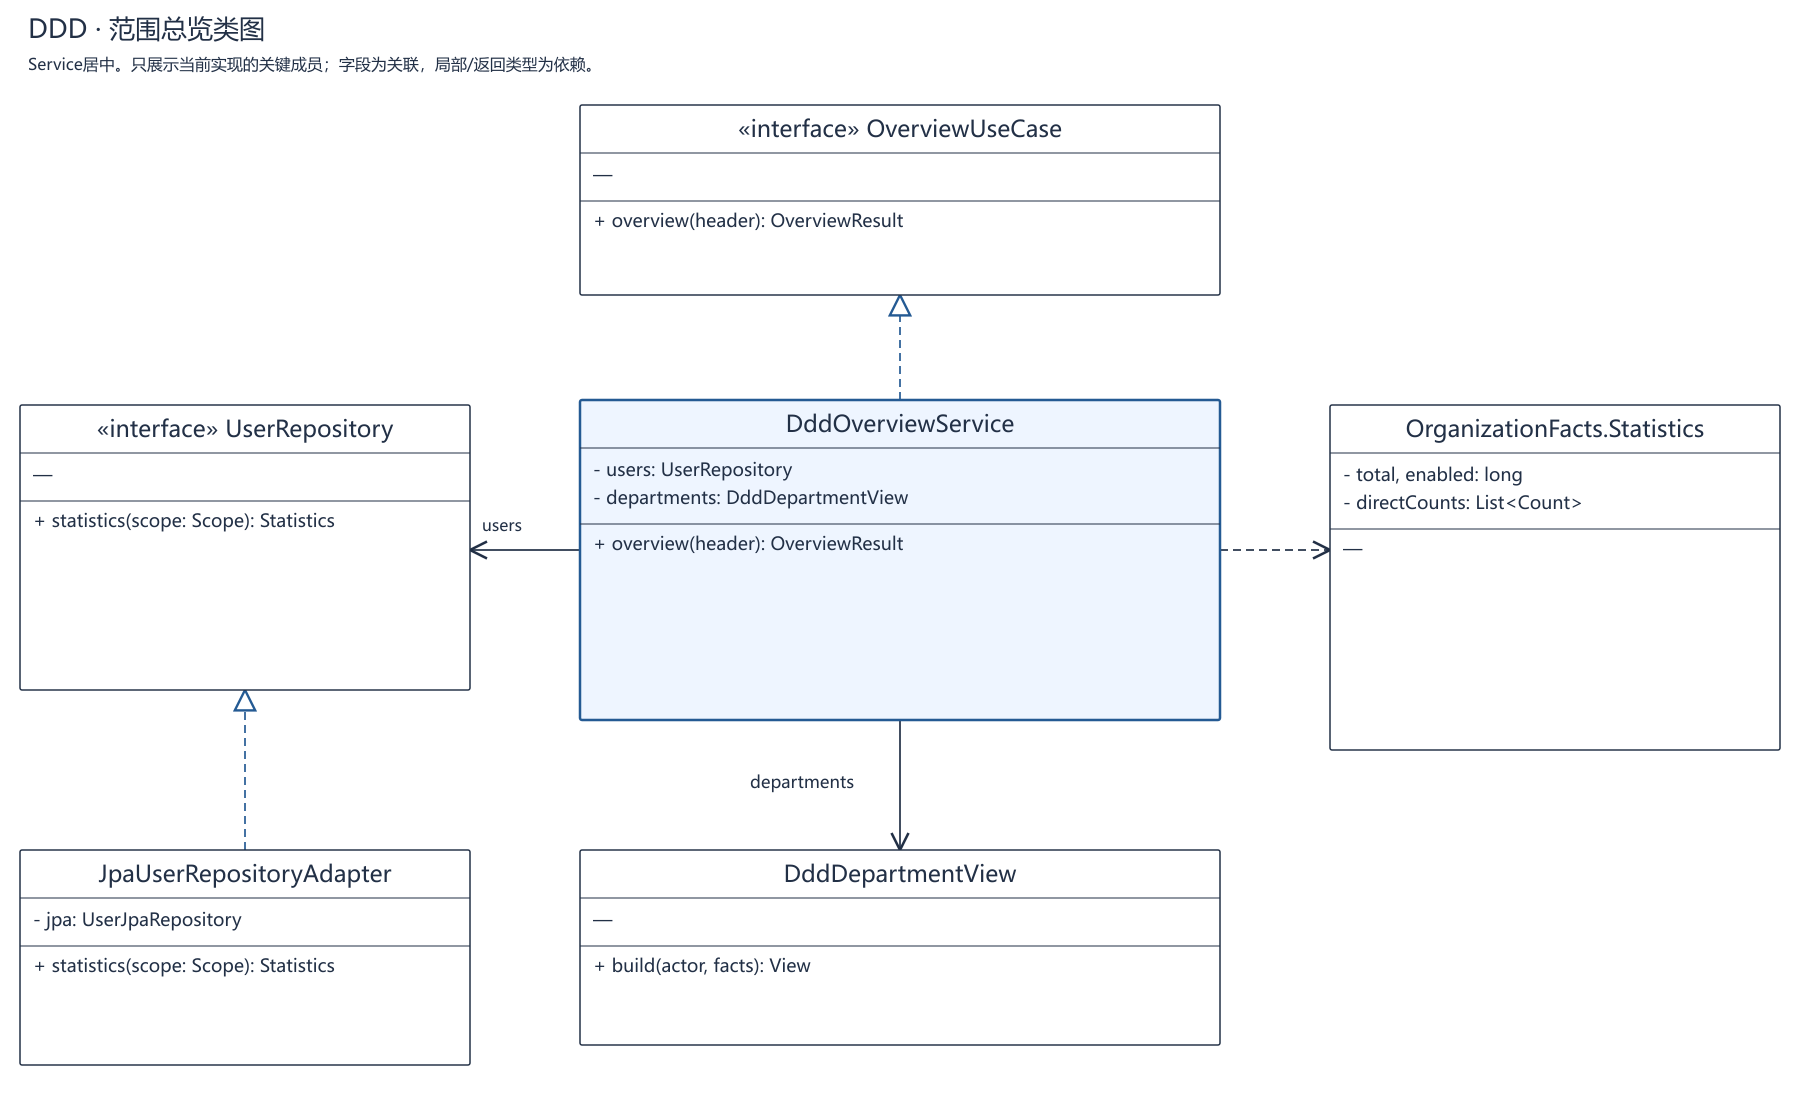 DDD · 范围总览类图
Service居中。只展示当前实现的关键成员；字段为关联，局部/返回类型为依赖。
«interface» OverviewUseCase
—
+ overview(header): OverviewResult
«interface» UserRepository
—
+ statistics(scope: Scope): Statistics
users
DddOverviewService
- users: UserRepository
- departments: DddDepartmentView
+ overview(header): OverviewResult
OrganizationFacts.Statistics
- total, enabled: long
- directCounts: List<Count>
—
departments
JpaUserRepositoryAdapter
- jpa: UserJpaRepository
+ statistics(scope: Scope): Statistics
DddDepartmentView
—
+ build(actor, facts): View